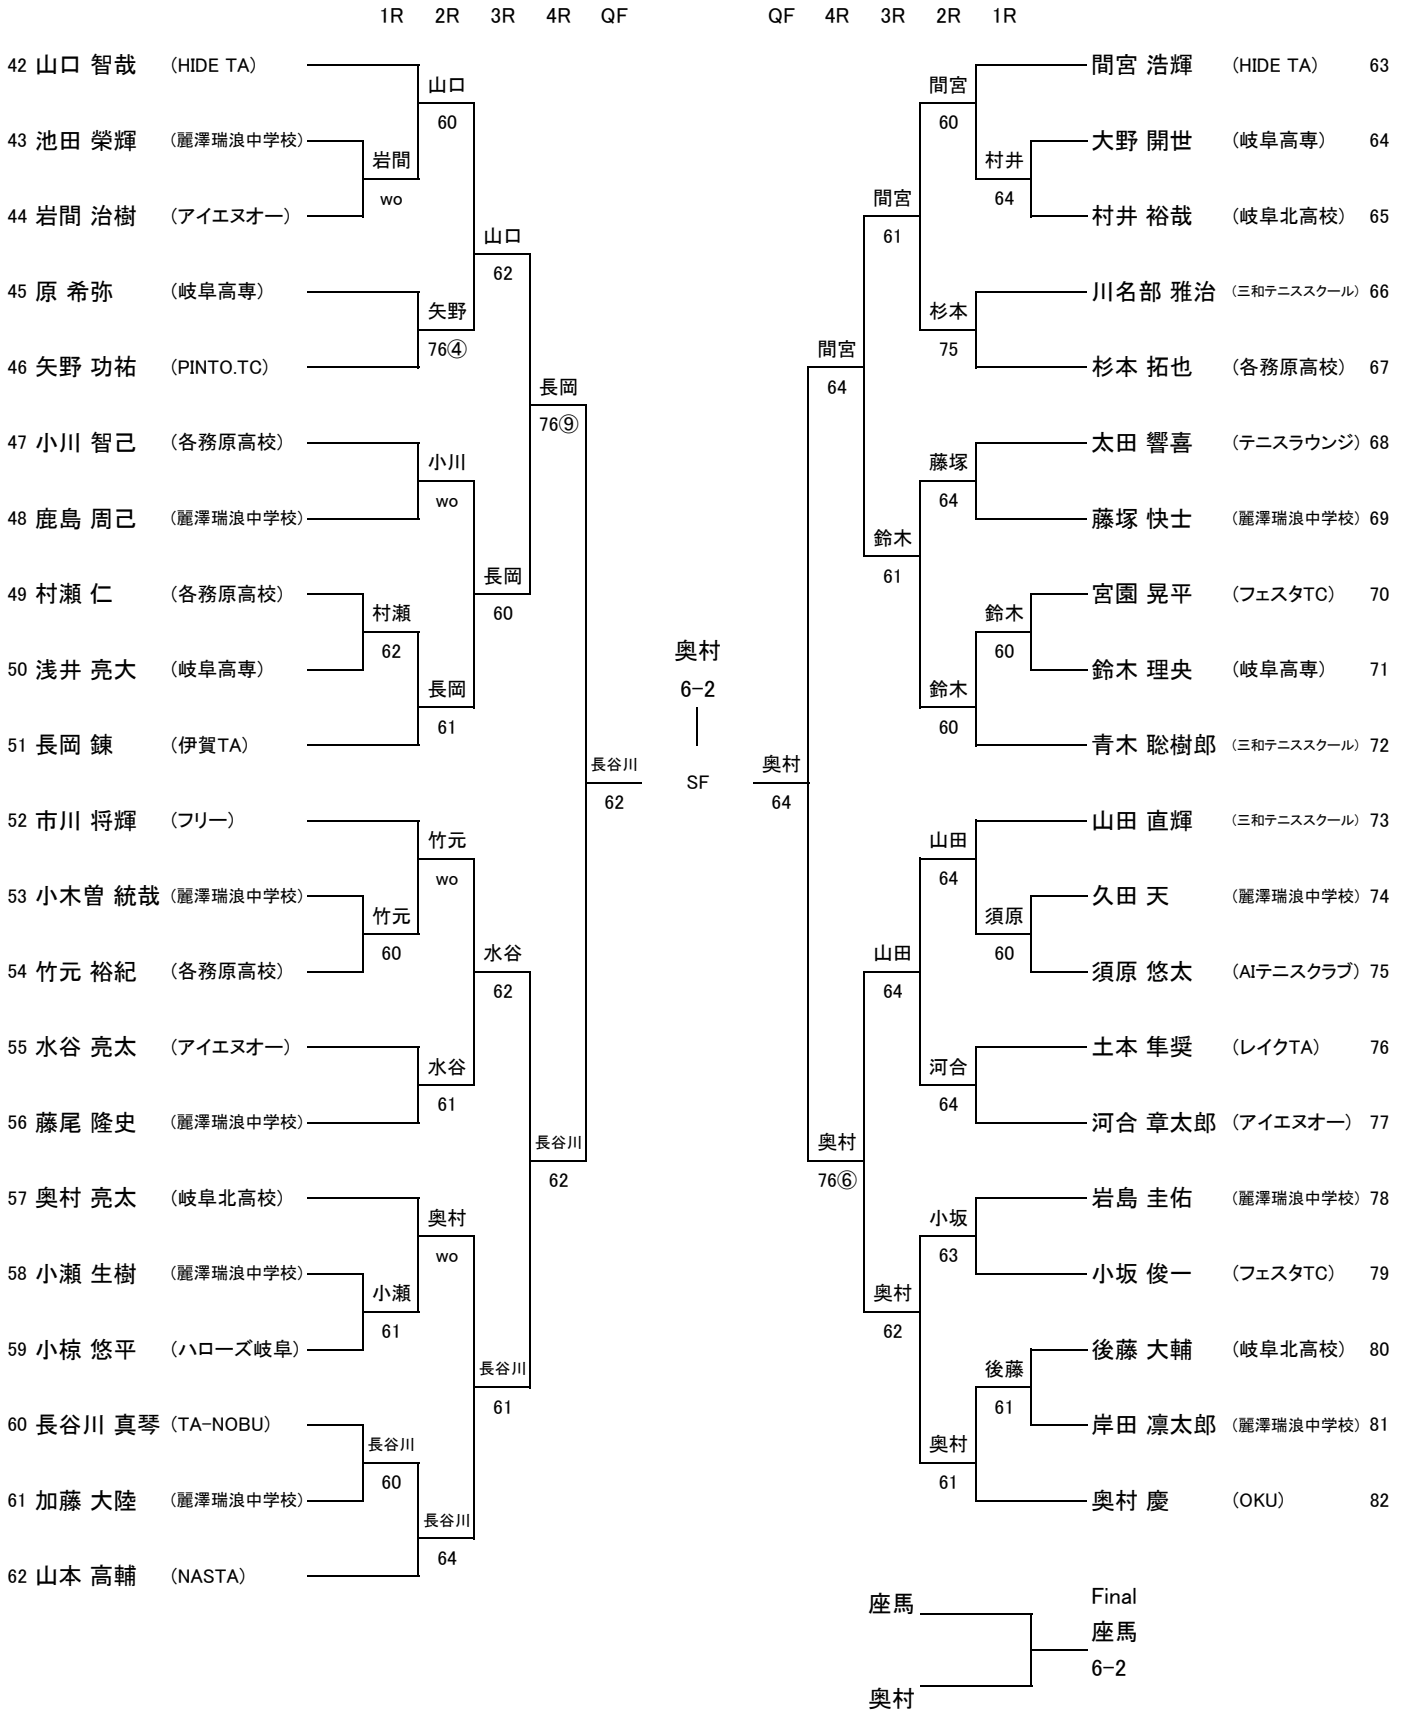 1R 2R 3R 4R QF
42 山口 智哉 (HIDE TA)
山口
60
43 池田 榮輝 (麗澤瑞浪中学校)
岩間
wo
44 岩間 治樹 (アイエヌオー)
山口
62
45 原 希弥 (岐阜高専)
矢野
76④
46 矢野 功祐 (PINTO.TC)
長岡
76⑨
47 小川 智己 (各務原高校)
小川
wo
48 鹿島 周己 (麗澤瑞浪中学校)
長岡
60
49 村瀬 仁 (各務原高校)
村瀬
62
50 浅井 亮大 (岐阜高専)
長岡
61
51 長岡 錬 (伊賀TA)
長谷川
62
52 市川 将輝 (フリー)
竹元
wo
53 小木曽 統哉 (麗澤瑞浪中学校)
竹元
60
54 竹元 裕紀 (各務原高校)
水谷
62
55 水谷 亮太 (アイエヌオー)
水谷
61
56 藤尾 隆史 (麗澤瑞浪中学校)
長谷川
62
57 奥村 亮太 (岐阜北高校)
奥村
wo
58 小瀬 生樹 (麗澤瑞浪中学校)
小瀬
61
59 小椋 悠平 (ハローズ岐阜)
長谷川
61
60 長谷川 真琴 (TA-NOBU)
長谷川
60
61 加藤 大陸 (麗澤瑞浪中学校)
長谷川
64
62 山本 高輔 (NASTA)
奥村
6-2
SF
QF 4R 3R 2R 1R
間宮 浩輝 (HIDE TA) 63
間宮
60
大野 開世 (岐阜高専) 64
村井
64
村井 裕哉 (岐阜北高校) 65
間宮
61
川名部 雅治 (三和テニススクール) 66
杉本
75
杉本 拓也 (各務原高校) 67
間宮
64
太田 響喜 (テニスラウンジ) 68
藤塚
64
藤塚 快士 (麗澤瑞浪中学校) 69
鈴木
61
宮園 晃平 (フェスタTC) 70
鈴木
60
鈴木 理央 (岐阜高専) 71
鈴木
60
青木 聡樹郎 (三和テニススクール) 72
奥村
64
山田 直輝 (三和テニススクール) 73
山田
64
久田 天 (麗澤瑞浪中学校) 74
須原
60
須原 悠太 (AIテニスクラブ) 75
山田
64
土本 隼奨 (レイクTA) 76
河合
64
河合 章太郎 (アイエヌオー) 77
奥村
76⑥
岩島 圭佑 (麗澤瑞浪中学校) 78
小坂
63
小坂 俊一 (フェスタTC) 79
奥村
62
後藤 大輔 (岐阜北高校) 80
後藤
61
岸田 凛太郎 (麗澤瑞浪中学校) 81
奥村
61
奥村 慶 (OKU) 82
座馬
奥村
Final
座馬
6-2